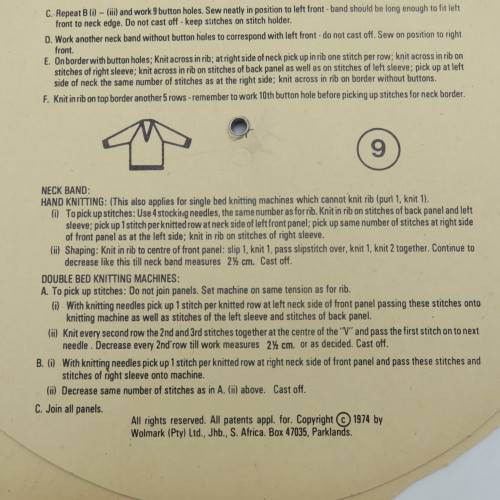 C. Repeat B (i) – (iii) and work 9 button holes. Sew neatly in position to left front - band should be long enough to fit left
front to neck edge. Do not cast off - keep stitches on stitch holder.
D. Work another neck band without button holes to correspond with left front - do not cast off. Sew on position to right
front.
E. On border with button holes; Knit across in rib; at right side of neck pick up in rib one stitch per row; knit across in rib on
stitches of right sleeve; knit across in rib on stitches of back panel as well as on stitches of left sleeve; pick up at left
side of neck the same number of stitches as at the right side; knit across in rib on border without buttons.
F. Knit in rib on top border another 5 rows - remember to work 10th button hole before picking up stitches for neck border.
9
NECK BAND:
HAND KNITTING: (This also applies for single bed knitting machines which cannot knit rib (purl 1, knit 1).
(i) To pick up stitches: Use 4 stocking needles, the same number as for rib. Knit in rib on stitches of back panel and left
sleeve; pick up 1 stitch per knitted row at neck side of left front panel; pick up same number of stitches at right side
of front panel as at the left side; knit in rib on stitches of right sleeve.
(ii) Shaping: Knit in rib to centre of front panel: slip 1, knit 1, pass slipstitch over, knit 1, knit 2 together. Continue to
decrease like this till neck band measures 2½ cm. Cast off.
DOUBLE BED KNITTING MACHINES:
A. To pick up stitches: Do not join panels. Set machine on same tension as for rib.
(i) With knitting needles pick up 1 stitch per knitted row at left neck side of front panel passing these stitches onto
knitting machine as well as stitches of the left sleeve and stitches of back panel.
(ii) Knit every second row the 2nd and 3rd stitches together at the centre of the "V" and pass the first stitch on to next
needle . Decrease every 2nd row till work measures 2½ cm. or as decided. Cast off.
B. (i) With knitting needles pick up 1 stitch per knitted row at right neck side of front panel and pass these stitches and
stitches of right sleeve onto machine.
(ii) Decrease same number of stitches as in A. (ii) above. Cast off.
C. Join all panels.
All rights reserved. All patents appl. for. Copyright © 1974 by
Wolmark (Pty) Ltd., Jhb., S. Africa. Box 47035, Parklands.